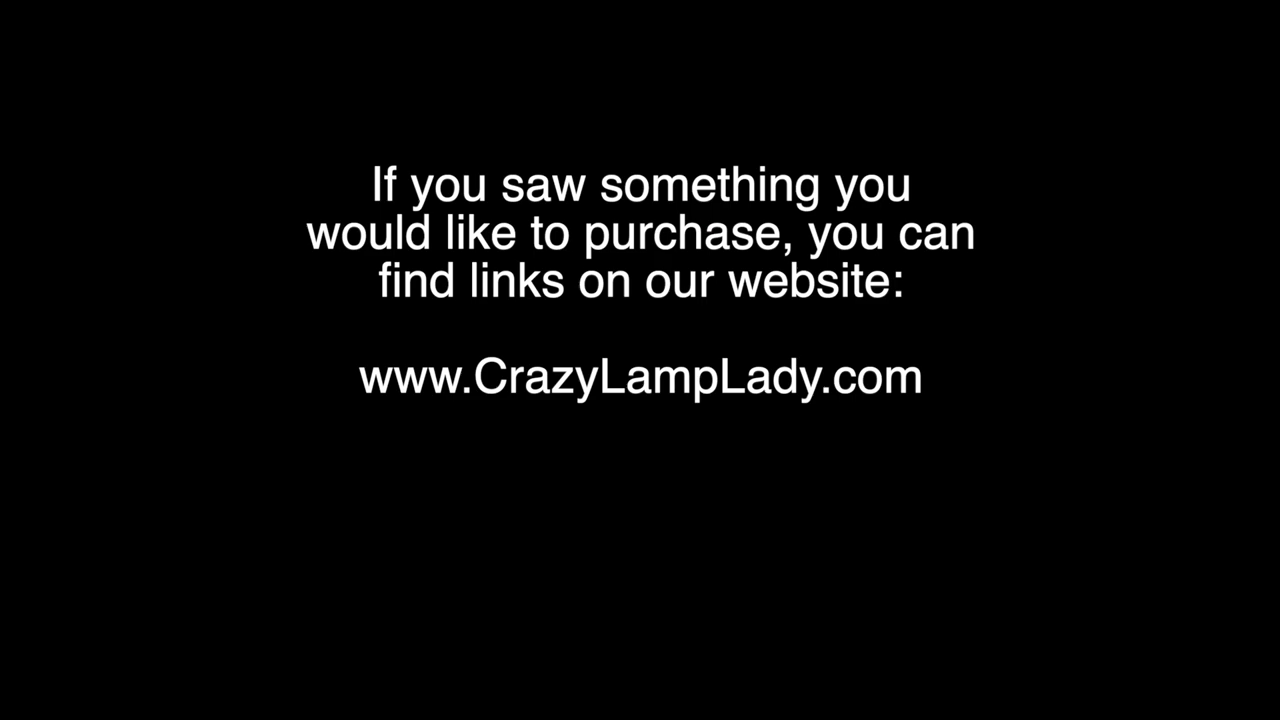 If you saw something you
would like to purchase, you can
find links on our website:
www.CrazyLampLady.com